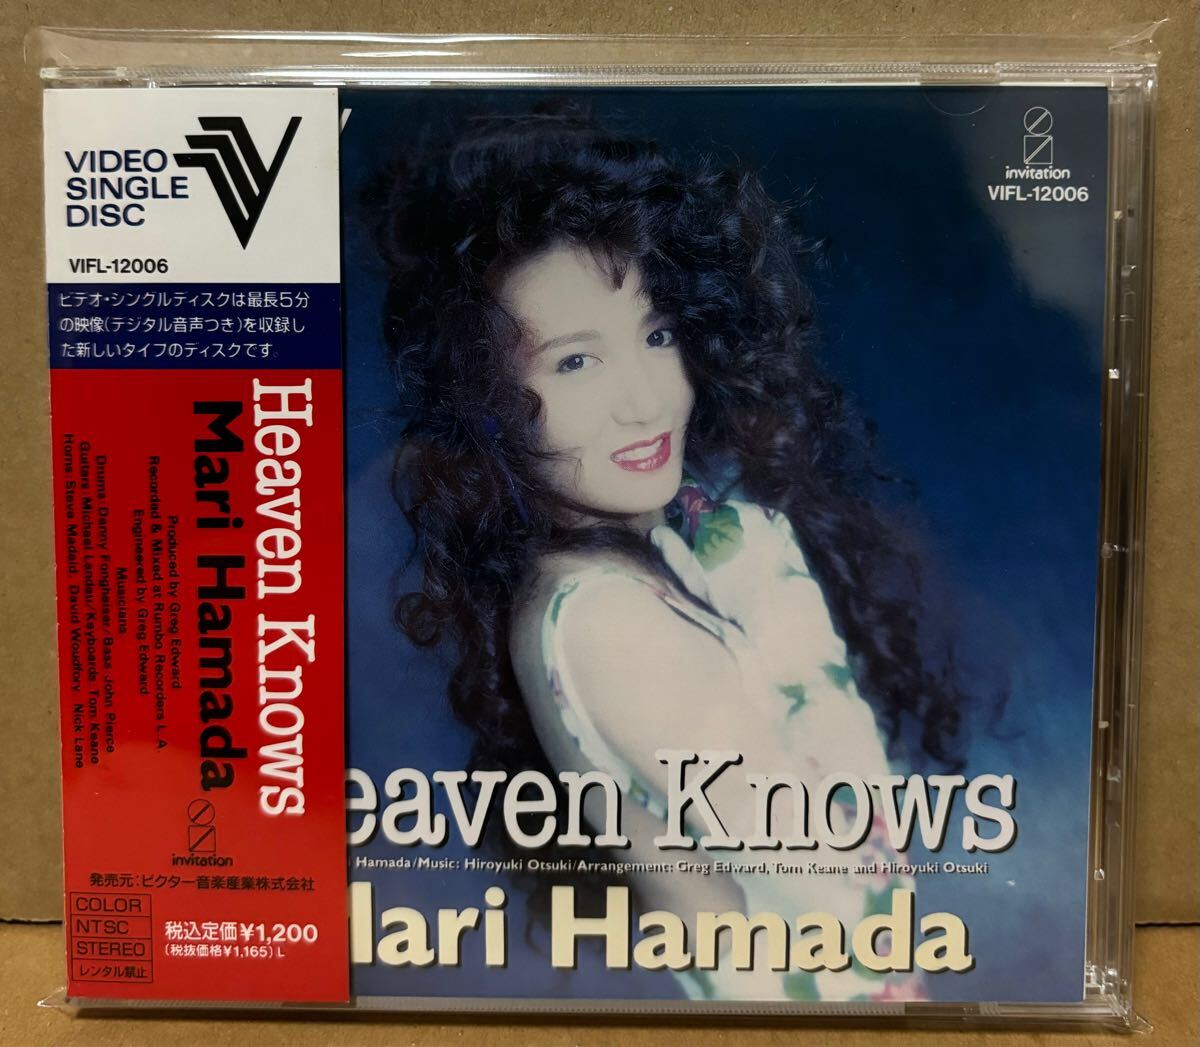 VIDEO
SINGLE
DISC
VIFL-12006
ビデオ・シングルディスクは最長5分
の映像(デジタル音声つき)を収録し
た新しいタイプのディスクです。
Heaven Knows
Mari Hamada
Produced by Greg Edward
Recorded & Mixed at Rumbo Recorders L.A.
Engineered by Greg Edward
Musicians
Drums: Danny Fongheiser/Bass: John Pierce
Guitars: Michael Landau/Keyboards: Tom Keane
Horns: Steve Madaid, David Woudfory, Nick Lane
invitation
発売元:ビクター音楽産業株式会社
COLOR
NTSC
STEREO
レンタル禁止
税込定価¥1,200
(税抜価格¥1,165)L
invitation
VIFL-12006
eaven Knows
Hamada/Music: Hiroyuki Otsuki/Arrangement: Greg Edward, Tom Keane and Hiroyuki Otsuki
Mari Hamada